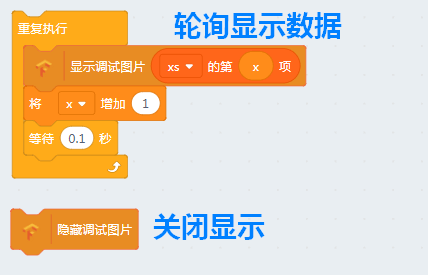 轮询显示数据
重复执行
显示调试图片 xs 的第 x 项
将 x 增加 1
等待 0.1 秒
隐藏调试图片 关闭显示